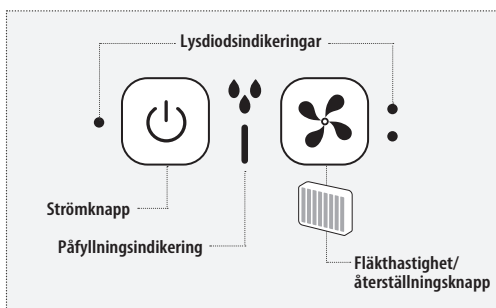 Lysdiodsindikeringar
Strömknapp
Påfyllningsindikering
Fläkthastighet/
återställningsknapp